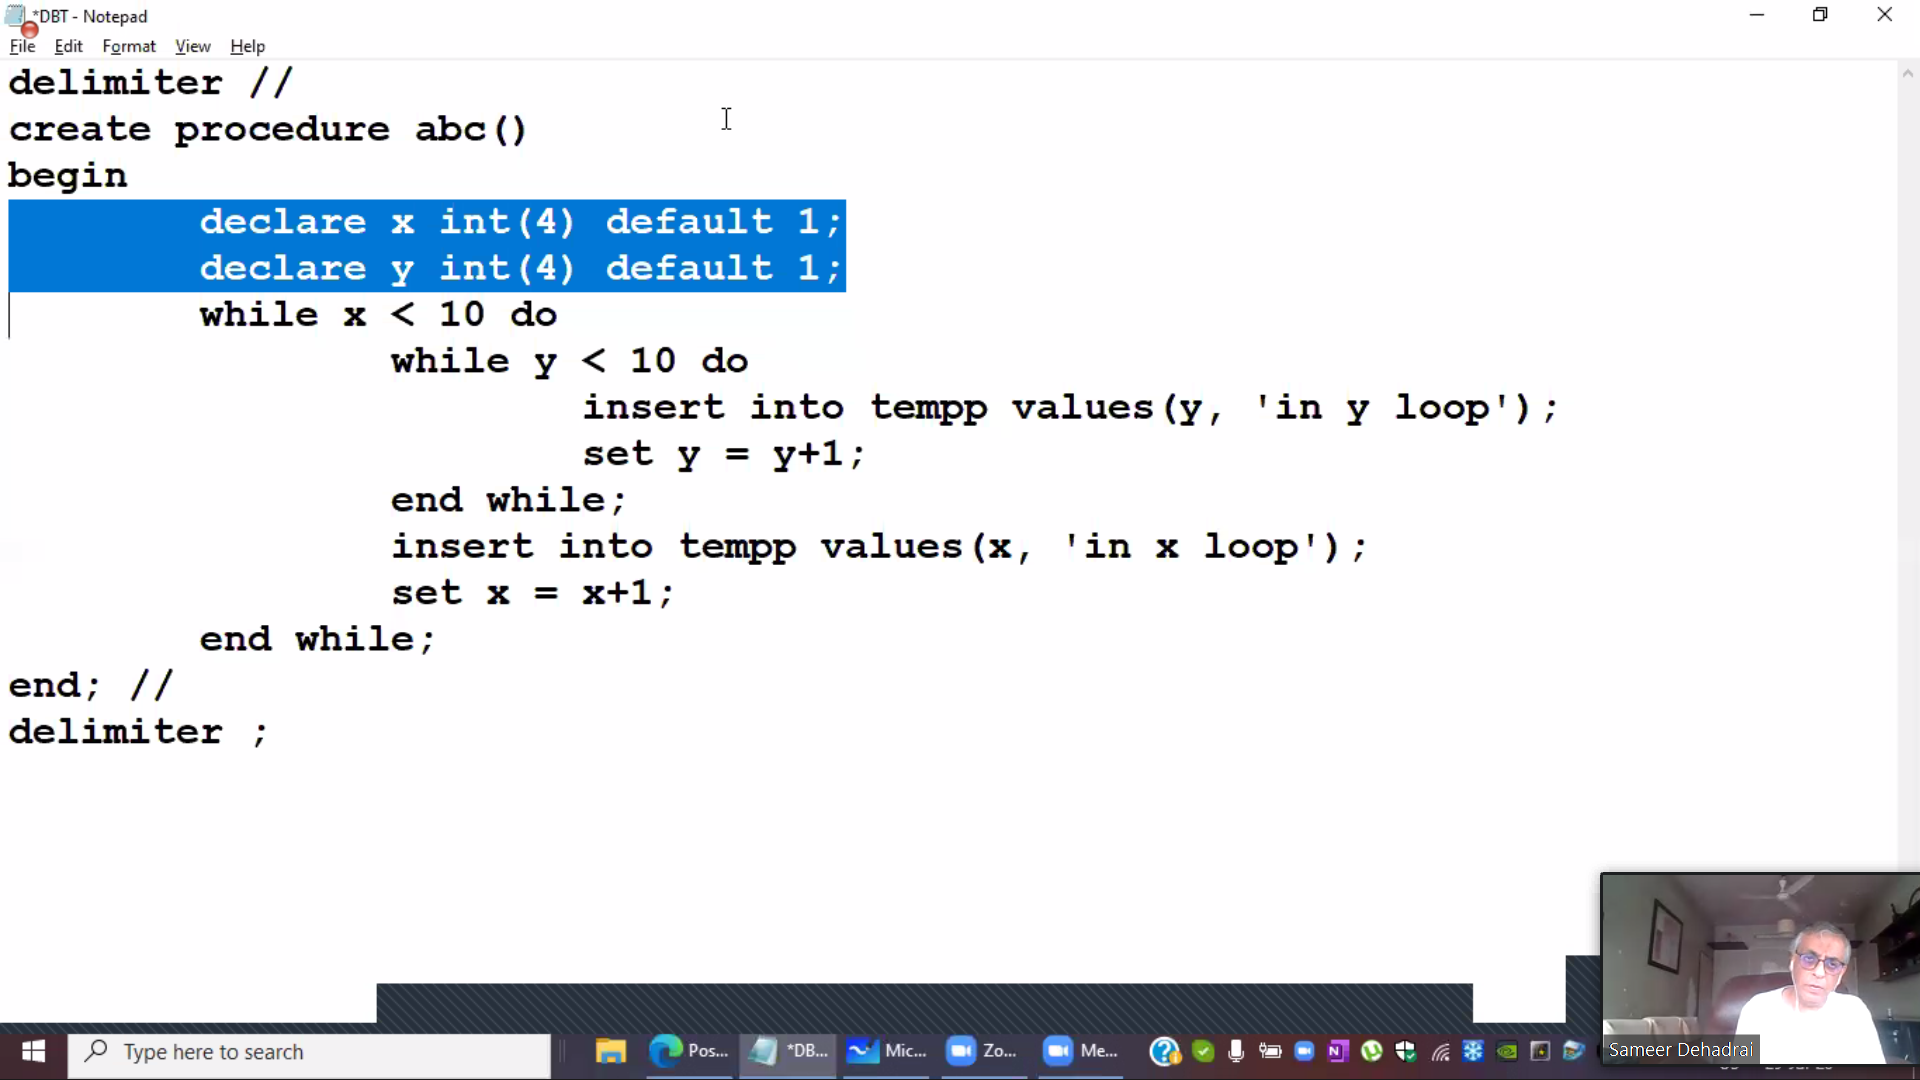 *DBT - Notepad
File Edit Format View Help
delimiter //
create procedure abc()
begin
declare x int(4) default 1;
declare y int(4) default 1;
while x < 10 do
while y < 10 do
insert into tempp values(y, 'in y loop');
set y = y+1;
end while;
insert into tempp values(x, 'in x loop');
set x = x+1;
end while;
end; //
delimiter ;
Sameer Dehadrai
Type here to search
Pos...
*DB...
Mic...
Zo...
Me...